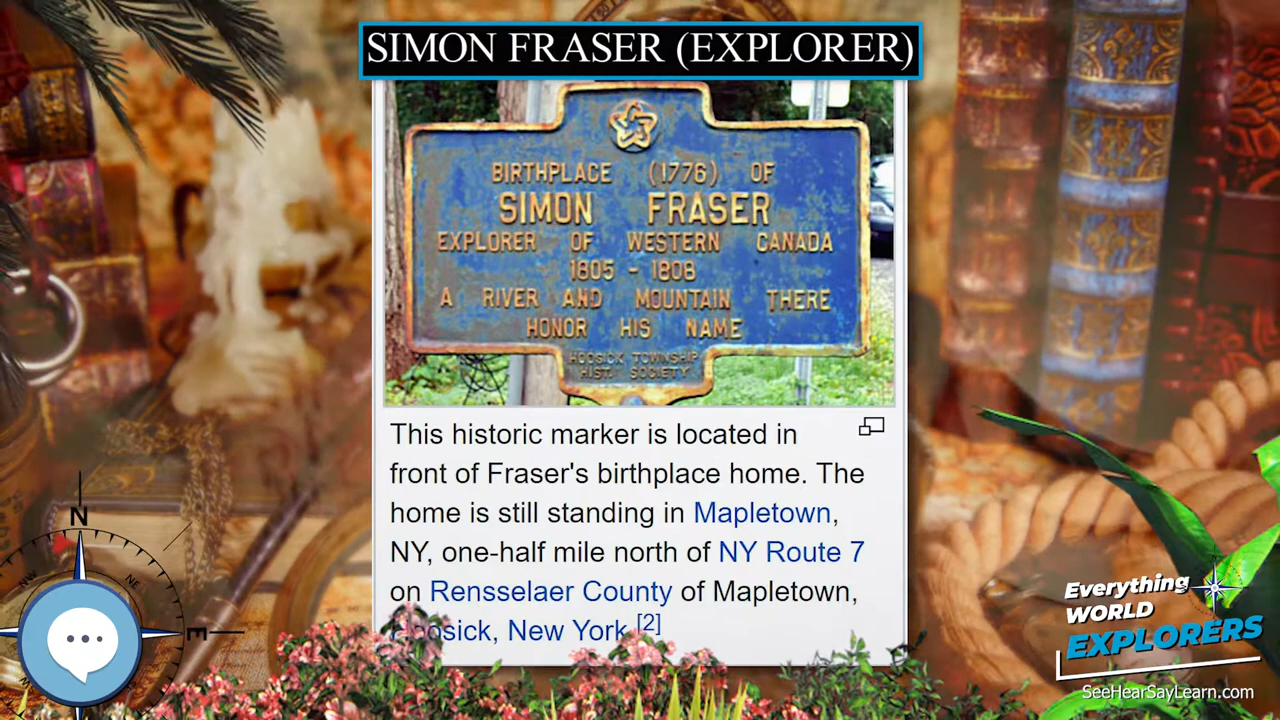 SIMON FRASER (EXPLORER)
BIRTHPLACE (1776) OF
SIMON FRASER
EXPLORER OF WESTERN CANADA
1805 - 1808
A RIVER AND MOUNTAIN THERE
HONOR HIS NAME
HOOSICK TOWNSHIP
HIST. SOCIETY
This historic marker is located in
front of Fraser's birthplace home. The
home is still standing in Mapletown,
NY, one-half mile north of NY Route 7
on Rensselaer County of Mapletown,
Hoosick, New York.[2]
N
NW
NE
E
Everything
WORLD
EXPLORERS
SeeHearSayLearn.com